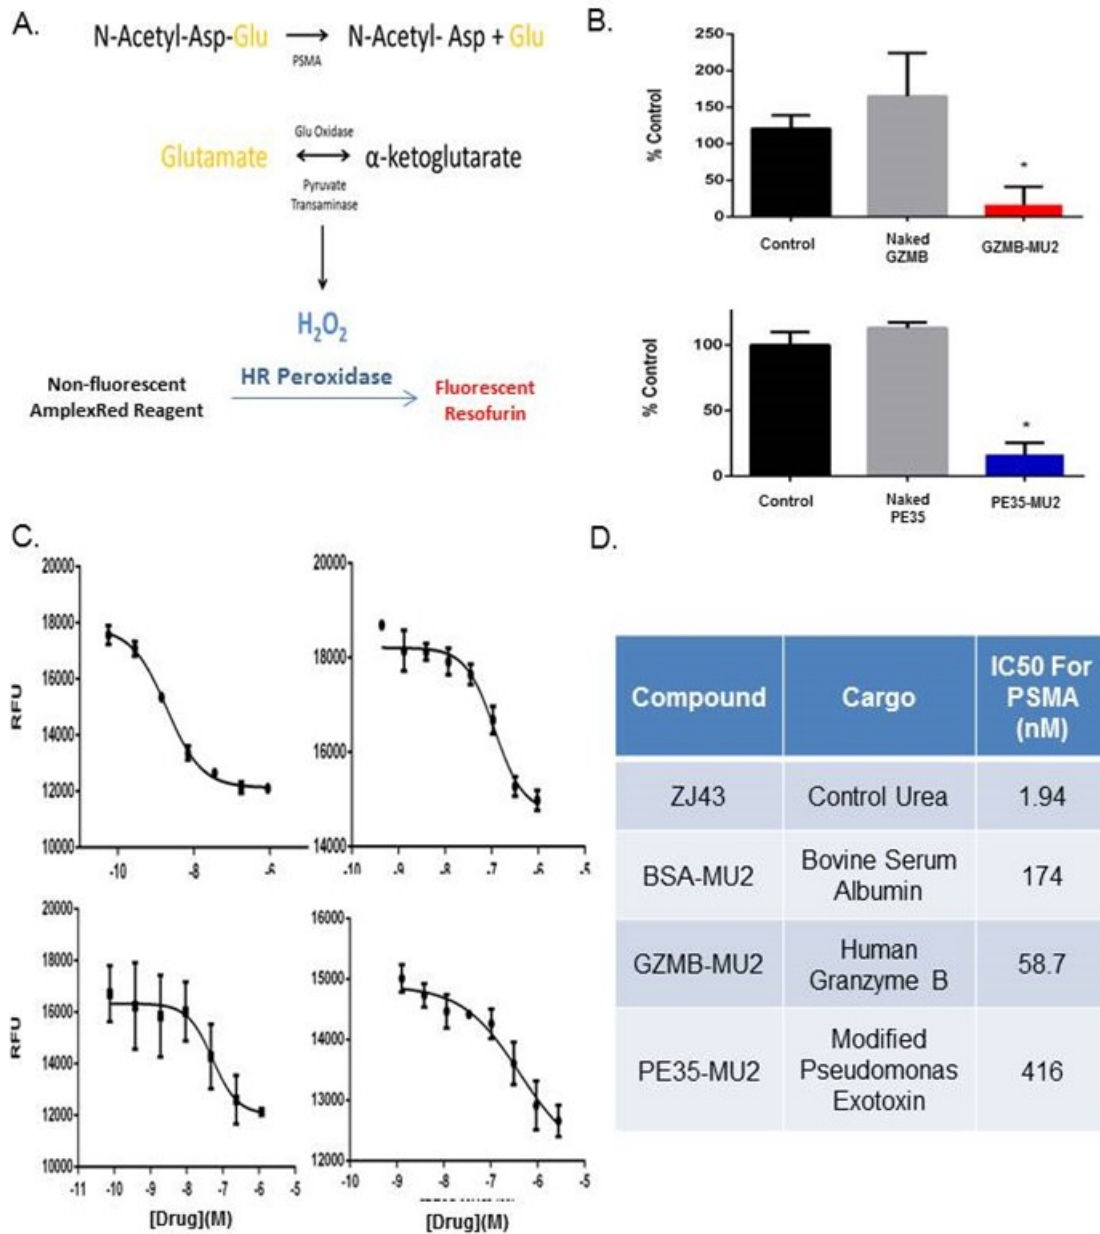 A.
N-Acetyl-Asp-Glu → N-Acetyl- Asp + Glu
PSMA
Glu Oxidase
Glutamate ↔ α-ketoglutarate
Pyruvate
Transaminase
H₂O₂
HR Peroxidase
Non-fluorescent
AmplexRed Reagent
Fluorescent
Resofurin
B.
250
200
150
100
50
0
% Control
*
Control
Naked
GZMB
GZMB-MU2
100
50
0
% Control
*
Control
Naked
PE35
PE35-MU2
C.
20000
18000
16000
14000
12000
10000
RFU
-10 -8 -6
20000
18000
16000
14000
-10 -9 -8 -7 -6 -5
20000
18000
16000
14000
12000
10000
RFU
-11 -10 -9 -8 -7 -6 -5
[Drug](M)
16000
15000
14000
13000
12000
-10 -9 -8 -7 -6 -5
[Drug](M)
D.
Compound Cargo IC50 For
PSMA
(nM)
ZJ43 Control Urea 1.94
BSA-MU2 Bovine Serum
Albumin 174
GZMB-MU2 Human
Granzyme B 58.7
PE35-MU2 Modified
Pseudomonas
Exotoxin 416